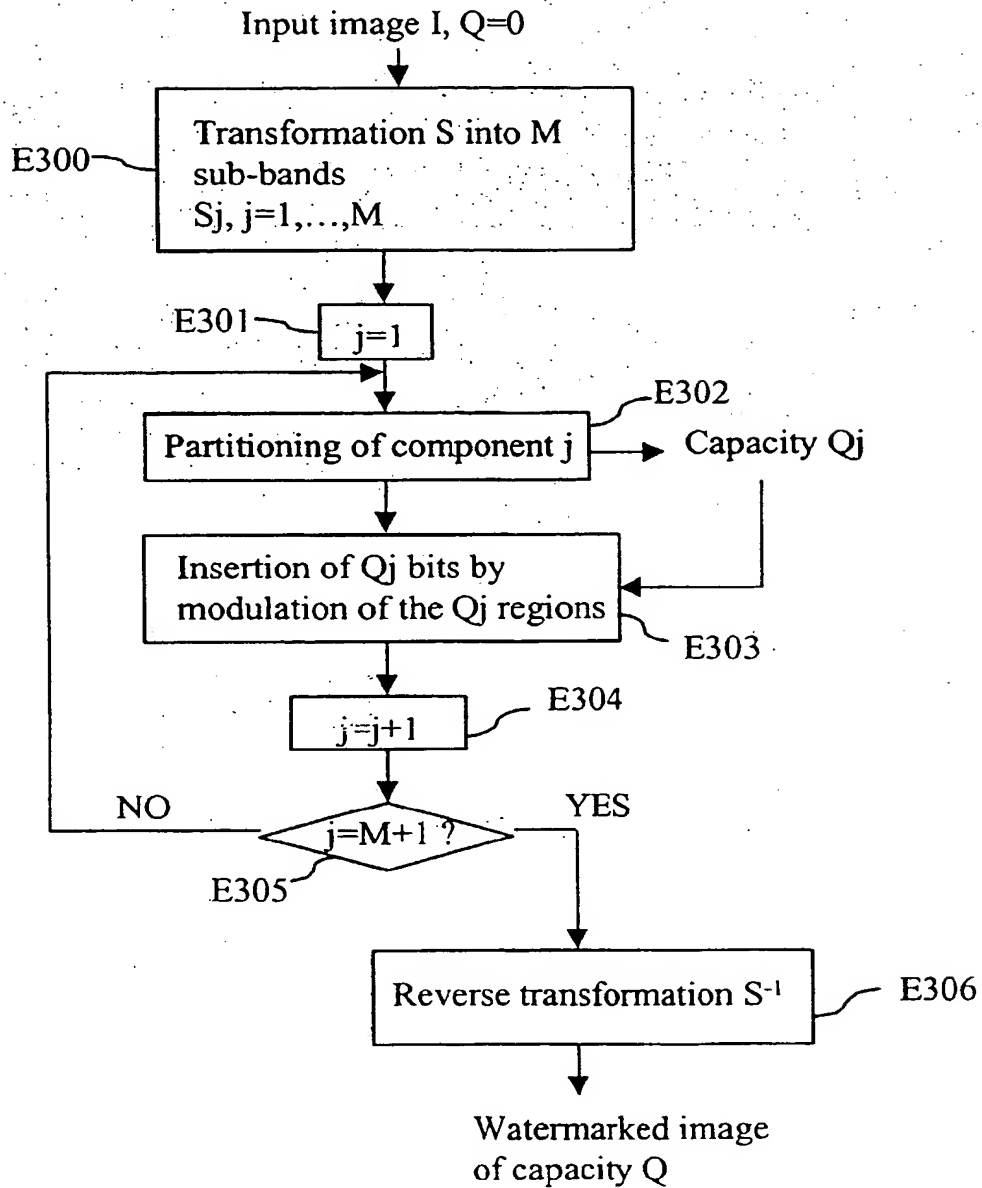 Input image I, Q=0
E300
Transformation S into M
sub-bands
Sj, j=1,...,M
E301
j=1
E302
Partitioning of component j
Capacity Qj
Insertion of Qj bits by
modulation of the Qj regions
E303
E304
j=j+1
NO
YES
j=M+1 ?
E305
Reverse transformation S⁻¹
E306
Watermarked image
of capacity Q